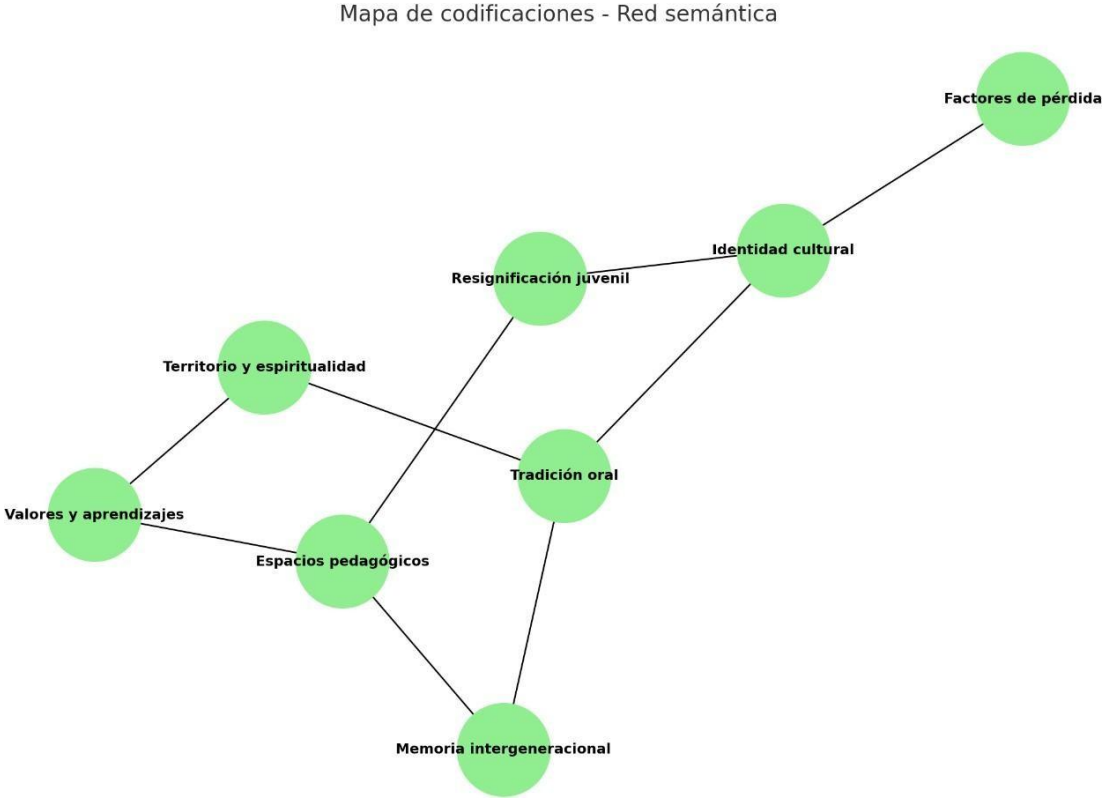 Mapa de codificaciones - Red semántica
Factores de pérdida
Identidad cultural
Resignificación juvenil
Territorio y espiritualidad
Tradición oral
Valores y aprendizajes
Espacios pedagógicos
Memoria intergeneracional